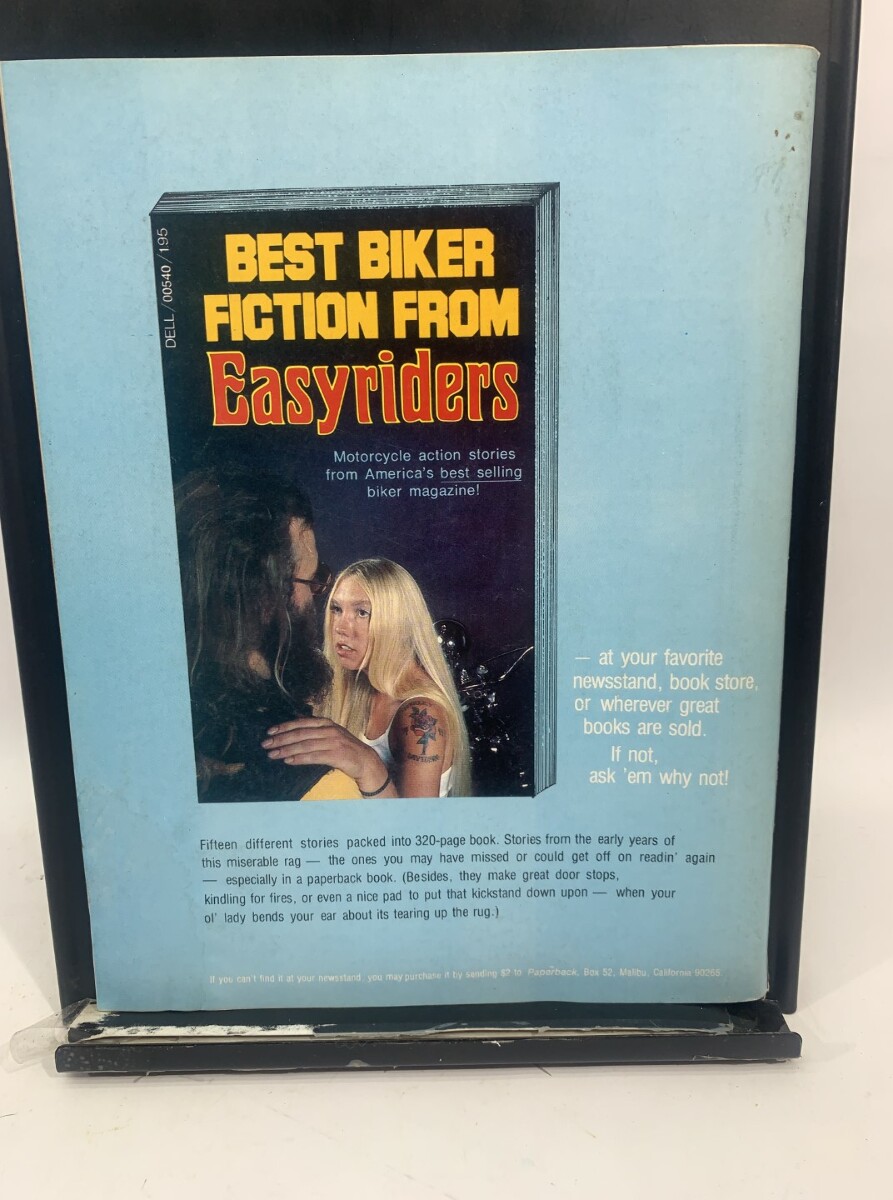 DELL/00540/195
BEST BIKER
FICTION FROM
Easyriders
Motorcycle action stories
from America's best selling
biker magazine!
— at your favorite
newsstand, book store,
or wherever great
books are sold.
If not,
ask 'em why not!
Fifteen different stories packed into 320-page book. Stories from the early years of
this miserable rag — the ones you may have missed or could get off on readin' again
— especially in a paperback book. (Besides, they make great door stops,
kindling for fires, or even a nice pad to put that kickstand down upon — when your
ol' lady bends your ear about its tearing up the rug.)
If you can't find it at your newsstand, you may purchase it by sending $2 to Paperback, Box 52, Malibu, California 90265.